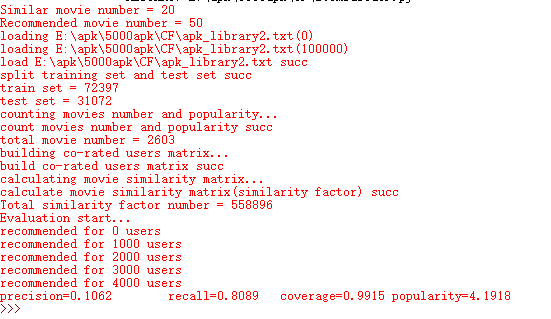 Similar movie number = 20
Recommended movie number = 50
loading E:\apk\5000apk\CF\apk_library2.txt(0)
loading E:\apk\5000apk\CF\apk_library2.txt(100000)
load E:\apk\5000apk\CF\apk_library2.txt succ
split training set and test set succ
train set = 72397
test set = 31072
counting movies number and popularity...
count movies number and popularity succ
total movie number = 2603
building co-rated users matrix...
build co-rated users matrix succ
calculating movie similarity matrix...
calculate movie similarity matrix(similarity factor) succ
Total similarity factor number = 558896
Evaluation start...
recommended for 0 users
recommended for 1000 users
recommended for 2000 users
recommended for 3000 users
recommended for 4000 users
precision=0.1062 recall=0.8089 coverage=0.9915 popularity=4.1918
>>>